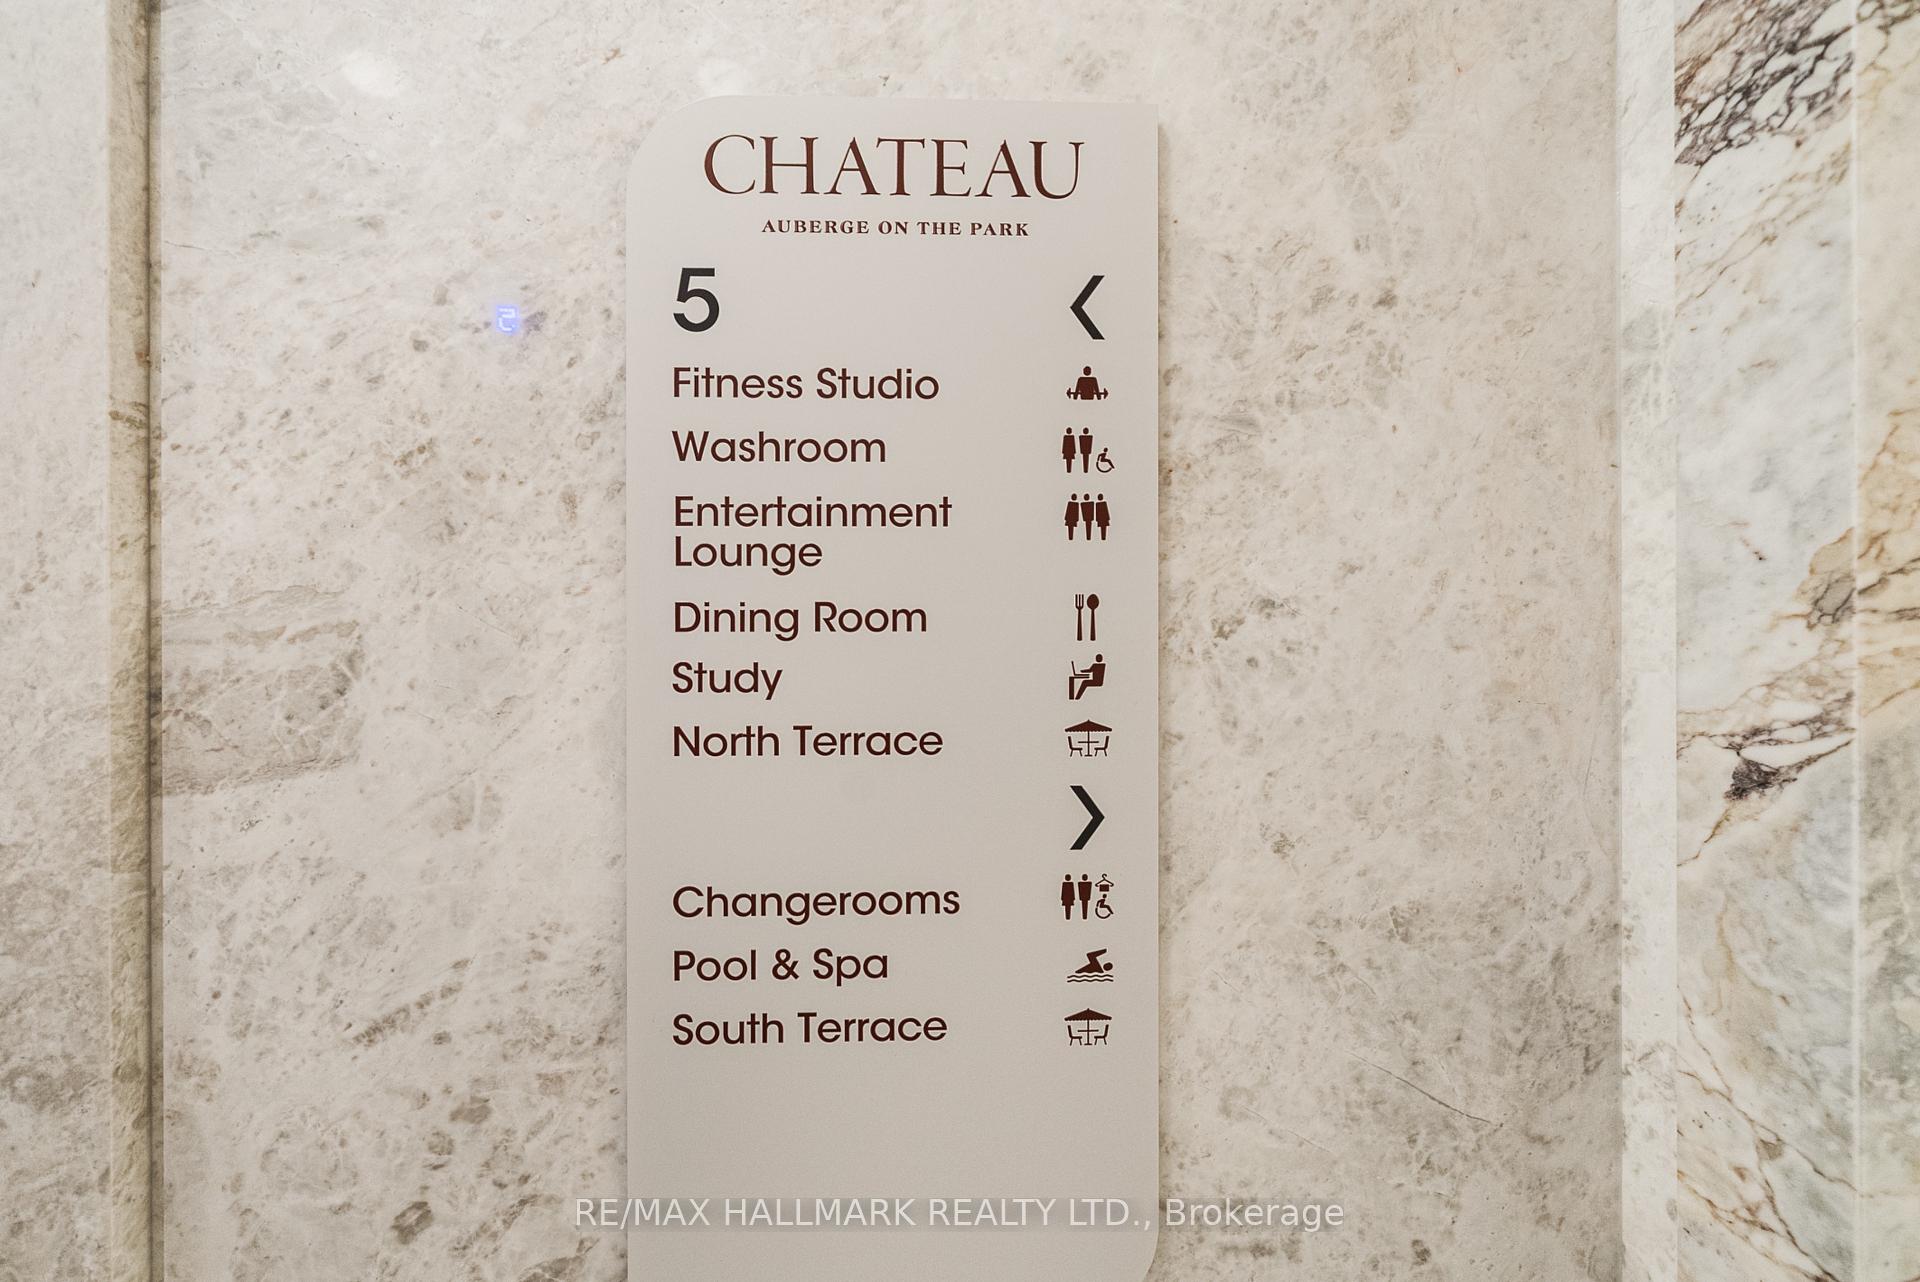 CHATEAU
AUBERGE ON THE PARK
5
Fitness Studio
Washroom
Entertainment
Lounge
Dining Room
Study
North Terrace
Changerooms
Pool & Spa
South Terrace
RE/MAX HALLMARK REALTY LTD., Brokerage